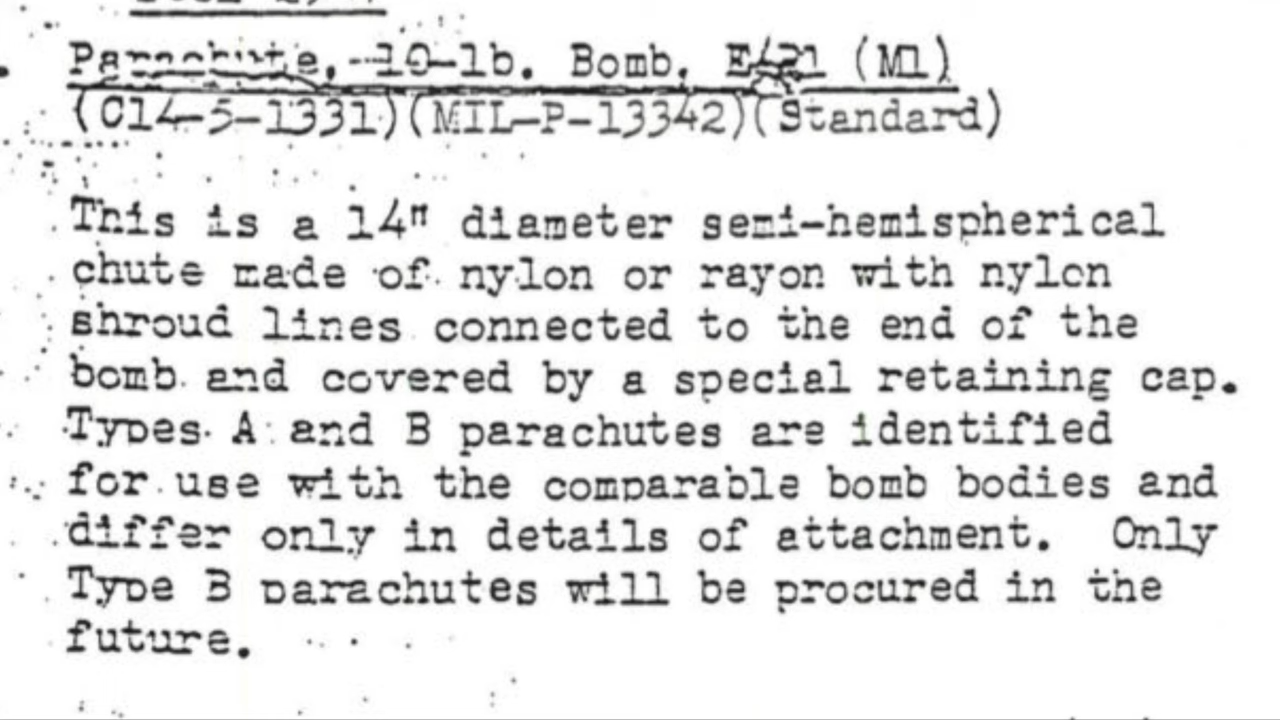 Parachute, 10-lb. Bomb, (M1)
(C14-5-1331)(MIL-P-13342)(Standard)
This is a 14" diameter semi-hemispherical
chute made of nylon or rayon with nylon
shroud lines connected to the end of the
bomb and covered by a special retaining cap.
Types A and B parachutes are identified
for use with the comparable bomb bodies and
differ only in details of attachment. Only
Type B parachutes will be procured in the
future.